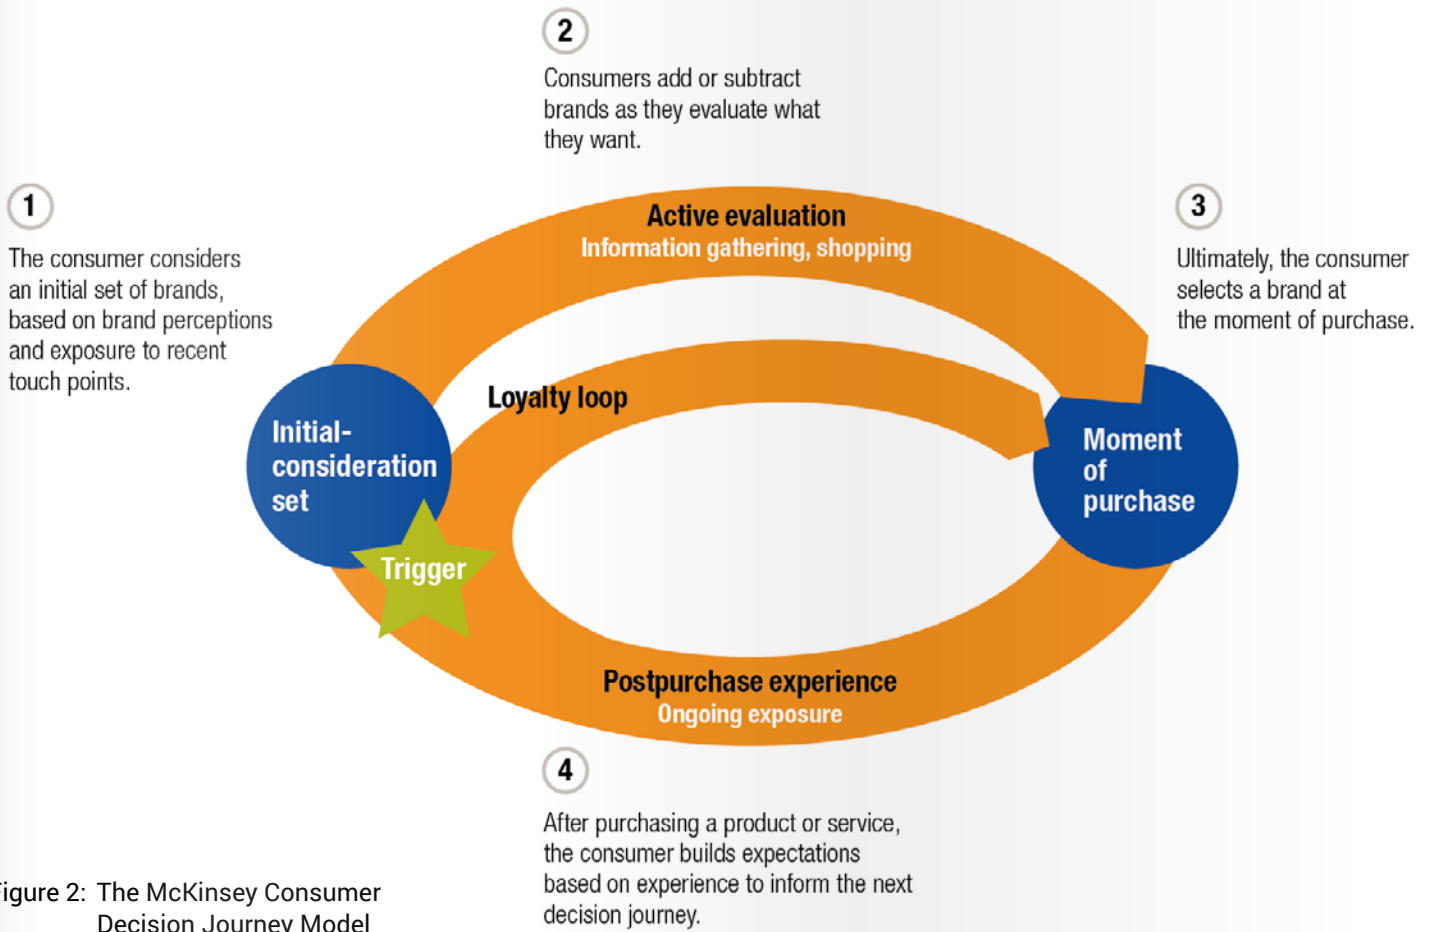 1
The consumer considers
an initial set of brands,
based on brand perceptions
and exposure to recent
touch points.
2
Consumers add or subtract
brands as they evaluate what
they want.
3
Ultimately, the consumer
selects a brand at
the moment of purchase.
Active evaluation
Information gathering, shopping
Loyalty loop
Initial-
consideration
set
Trigger
Moment
of
purchase
Postpurchase experience
Ongoing exposure
4
After purchasing a product or service,
the consumer builds expectations
based on experience to inform the next
decision journey.
igure 2: The McKinsey Consumer
Decision Journey Model